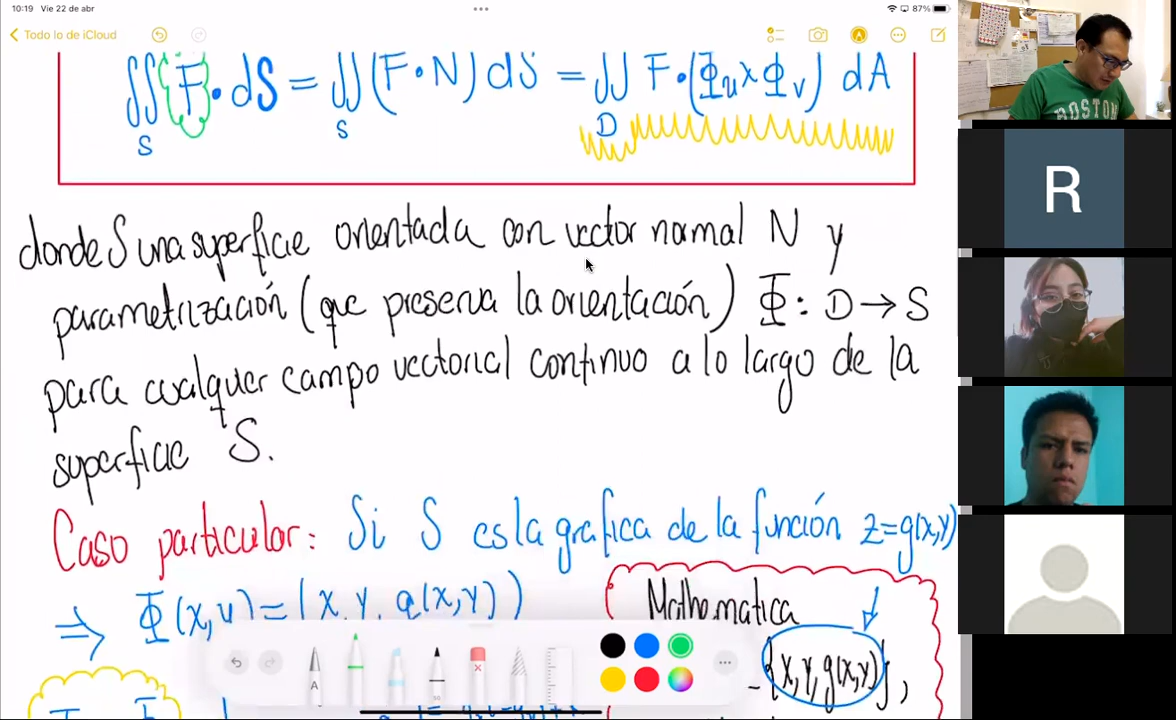 10:19 Vie 22 de abr
87%
Todo lo de iCloud
∬ F · dS = ∬ (F · N) dS = ∬ F · (Φu x Φv) dA
S S D
donde S una superficie orientada con vector normal N y
parametrización (que preserva la orientación) Φ : D → S
para cualquer campo vectorial continuo a lo largo de la
superficie S.
Caso particular: Si S es la grafica de la función z=g(x,y)
⇒ Φ(x,y) = (x, y, g(x,y))
Mathematica
{x,y,g(x,y)};
A
BOSTON
R